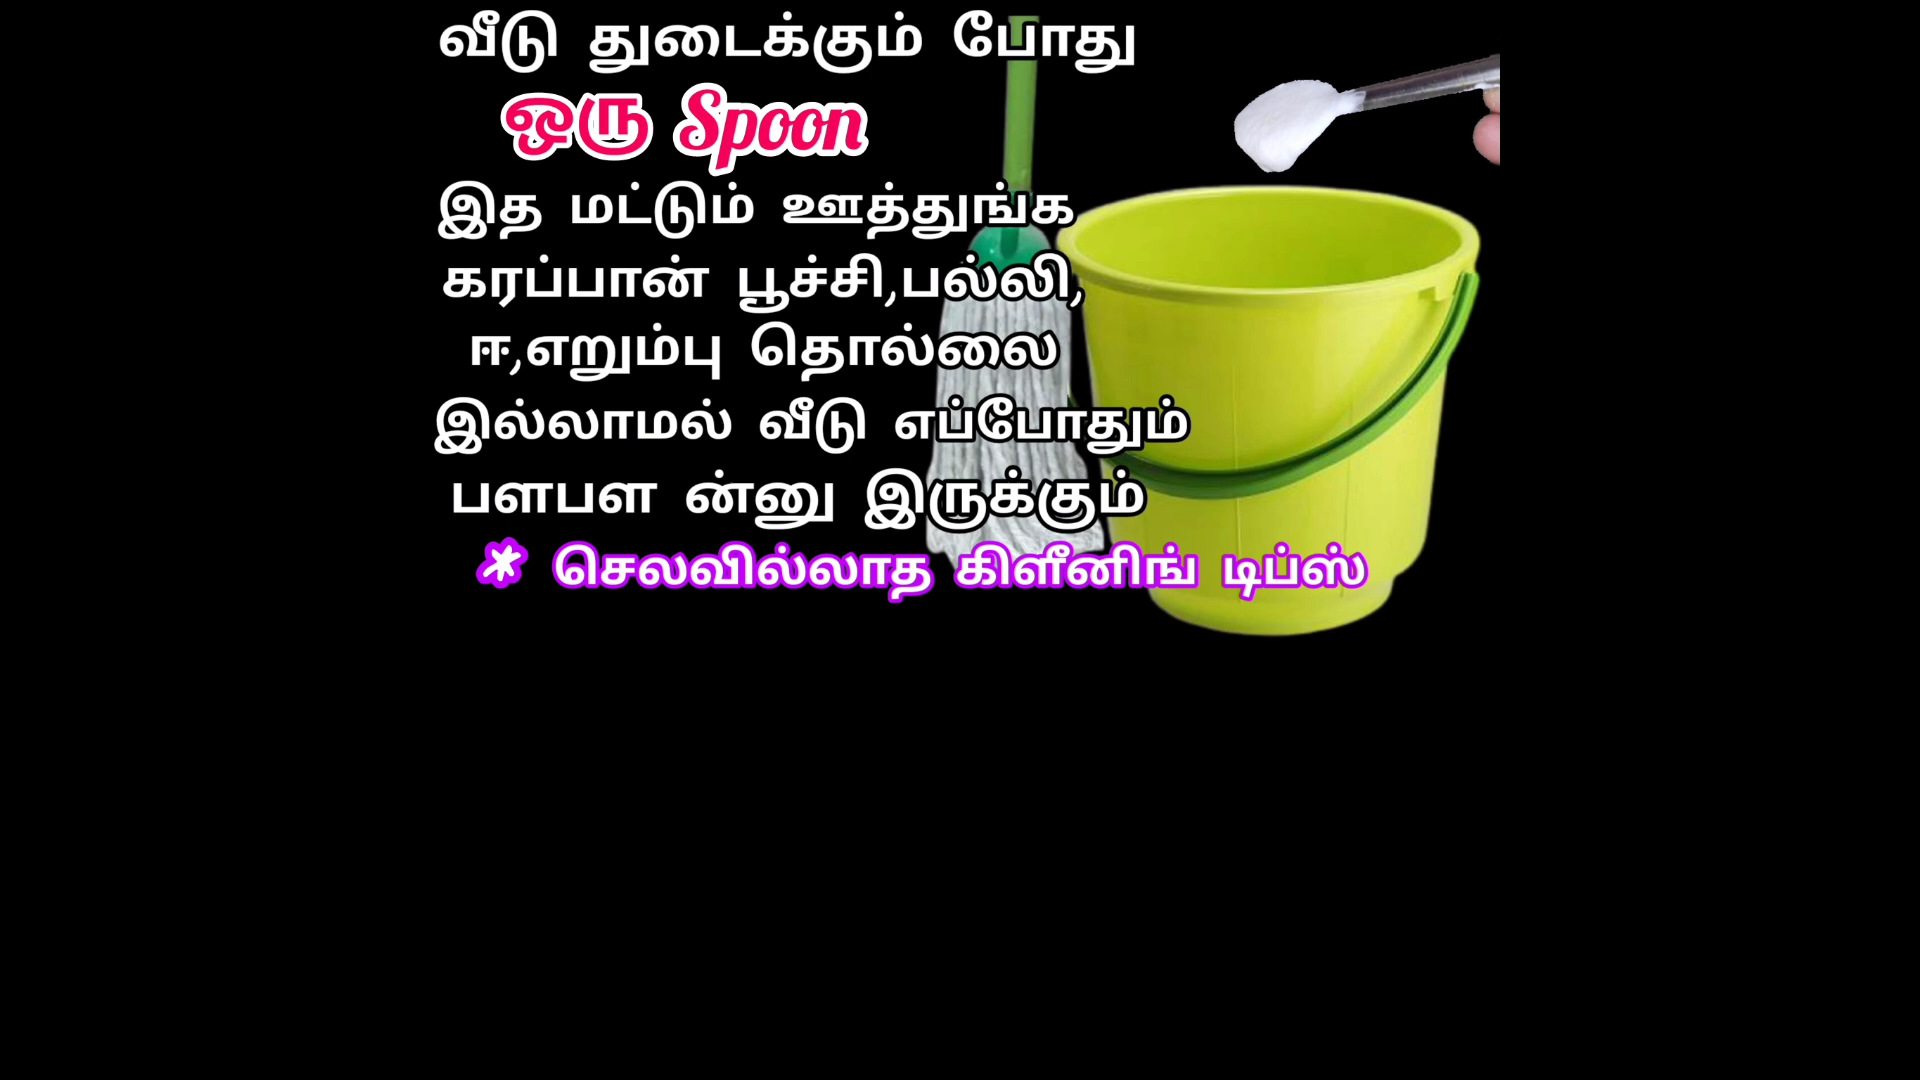 வீடு துடைக்கும் போது
ஒரு Spoon
இத மட்டும் ஊத்துங்க
கரப்பான் பூச்சி,பல்லி,
ஈ,எறும்பு தொல்லை
இல்லாமல் வீடு எப்போதும்
பளபள ன்னு இருக்கும்
* செலவில்லாத கிளீனிங் டிப்ஸ்